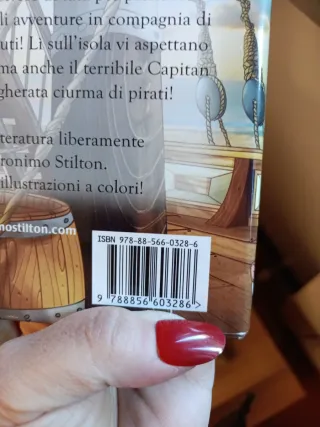 li avventure in compagnia di
uti! Lì sull'isola vi aspettano
ma anche il terribile Capitan
gherata ciurma di pirati!
teratura liberamente
ronimo Stilton.
illustrazioni a colori!
nostilton.com
ISBN 978-88-566-0328-6
9 788856 603286 >